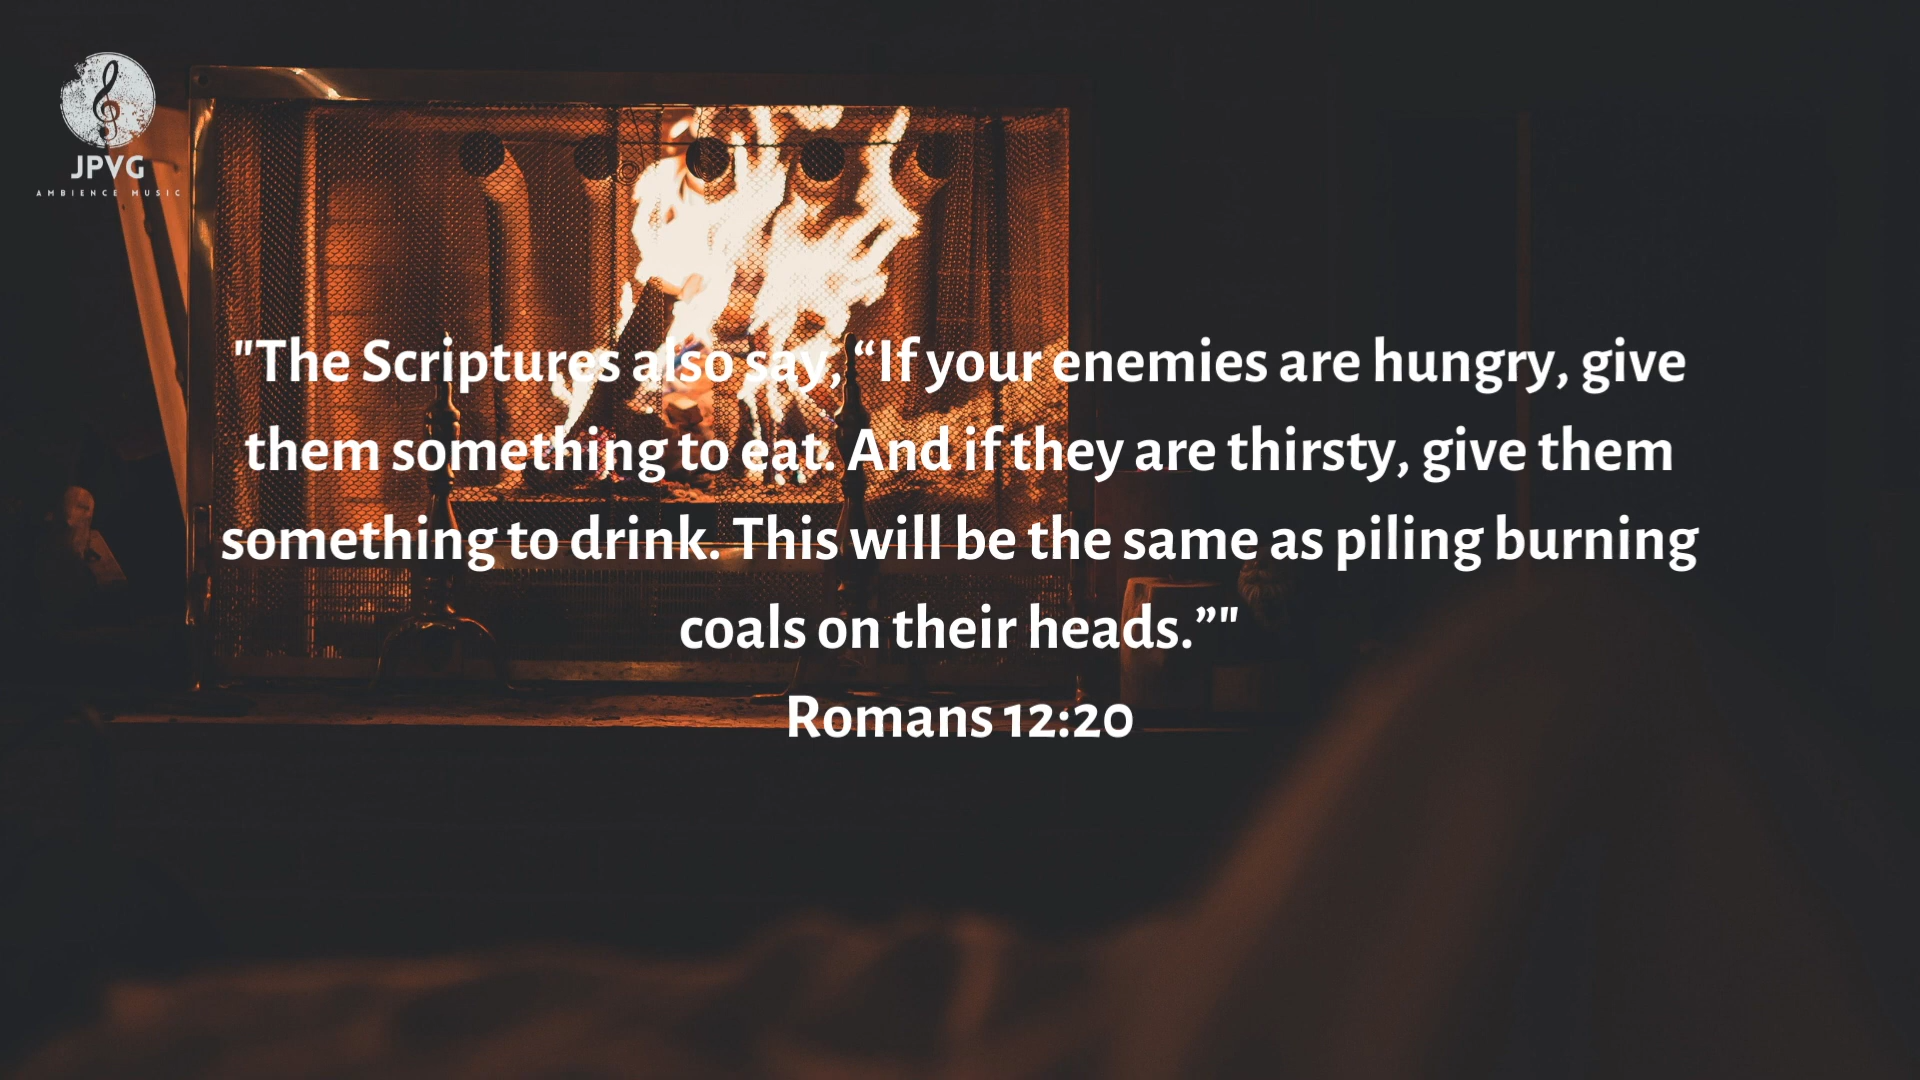 JPVG
AMBIENCE MUSIC
"The Scriptures also say, “If your enemies are hungry, give
them something to eat. And if they are thirsty, give them
something to drink. This will be the same as piling burning
coals on their heads.”"
Romans 12:20